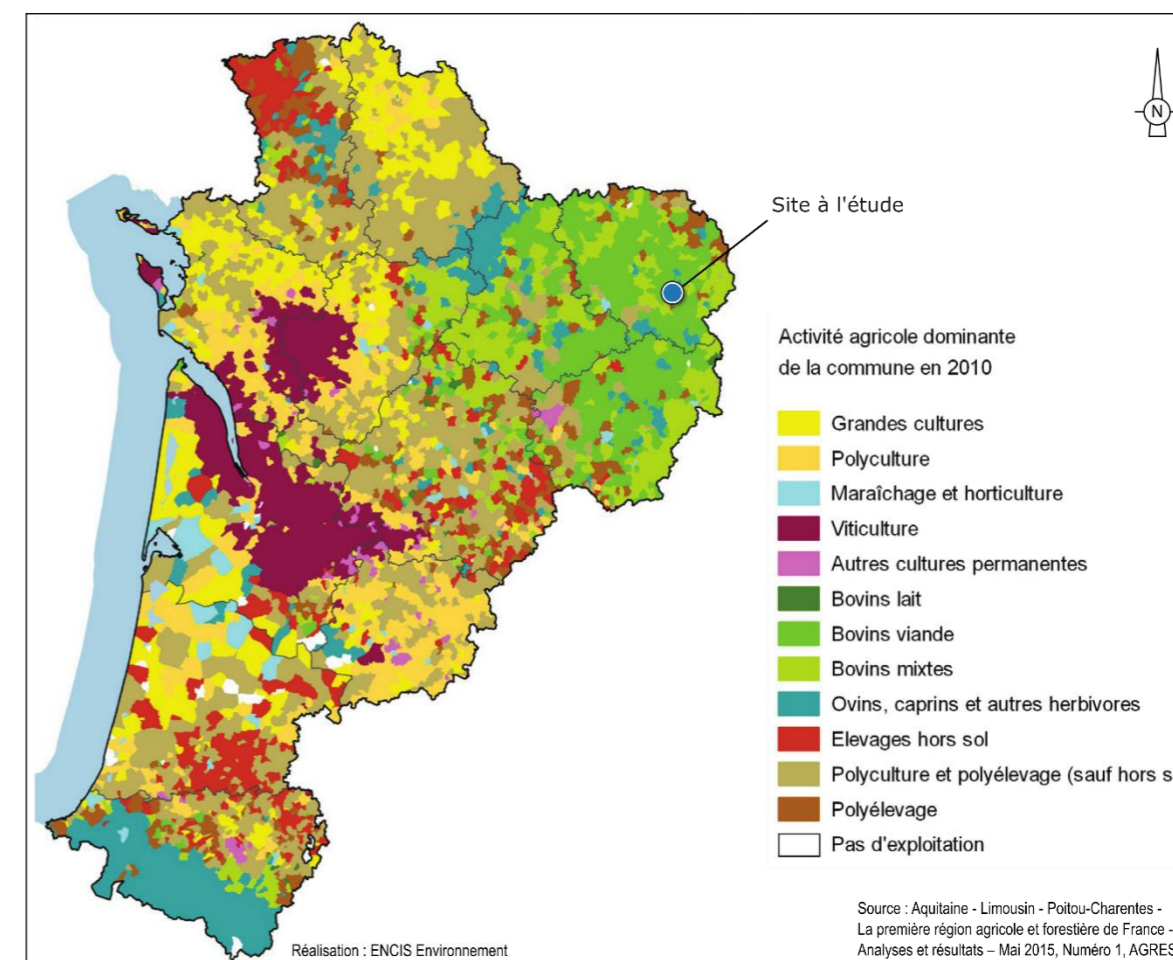 N
Site à l'étude
Activité agricole dominante
de la commune en 2010
Grandes cultures
Polyculture
Maraîchage et horticulture
Viticulture
Autres cultures permanentes
Bovins lait
Bovins viande
Bovins mixtes
Ovins, caprins et autres herbivores
Elevages hors sol
Polyculture et polyélevage (sauf hors s
Polyélevage
Pas d'exploitation
Source : Aquitaine - Limousin - Poitou-Charentes -
La première région agricole et forestière de France -
Analyses et résultats – Mai 2015, Numéro 1, AGRES
Réalisation : ENCIS Environnement